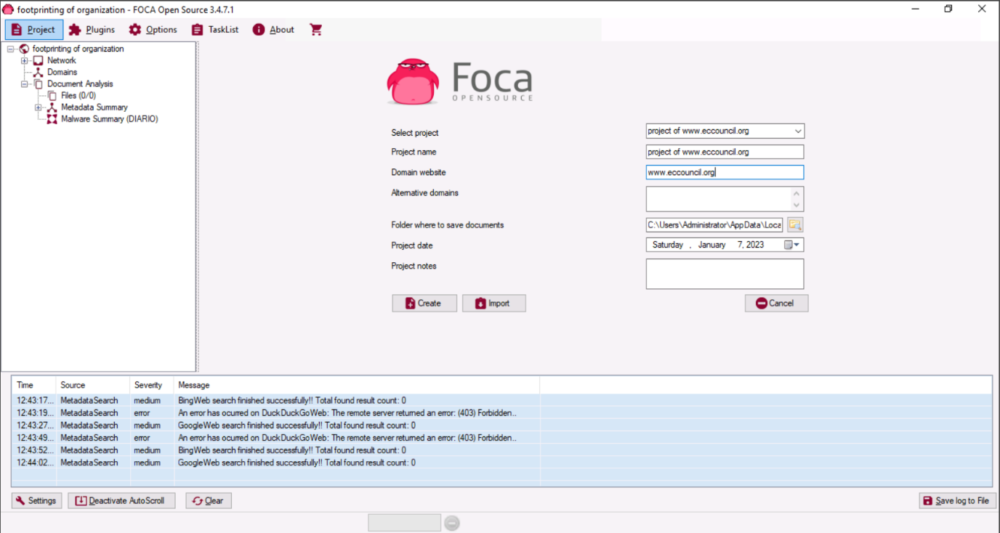 footprinting of organization - FOCA Open Source 3.4.7.1
Project Plugins Options TaskList About
footprinting of organization
Network
Domains
Document Analysis
Files (0/0)
Metadata Summary
Malware Summary (DIARIO)
Foca
OPENSOURCE
Select project project of www.eccouncil.org
Project name project of www.eccouncil.org
Domain website www.eccouncil.org
Alternative domains
Folder where to save documents C:\Users\Administrator\AppData\Loca
Project date Saturday , January 7, 2023
Project notes
Create Import Cancel
Time Source Severity Message
12:43:17... MetadataSearch medium BingWeb search finished successfully!! Total found result count: 0
12:43:19... MetadataSearch error An error has ocurred on DuckDuckGoWeb: The remote server returned an error: (403) Forbidden..
12:43:27... MetadataSearch medium GoogleWeb search finished successfully!! Total found result count: 0
12:43:49... MetadataSearch error An error has ocurred on DuckDuckGoWeb: The remote server returned an error: (403) Forbidden..
12:43:52... MetadataSearch medium BingWeb search finished successfully!! Total found result count: 0
12:44:02... MetadataSearch medium GoogleWeb search finished successfully!! Total found result count: 0
Settings Deactivate AutoScroll Clear Save log to File